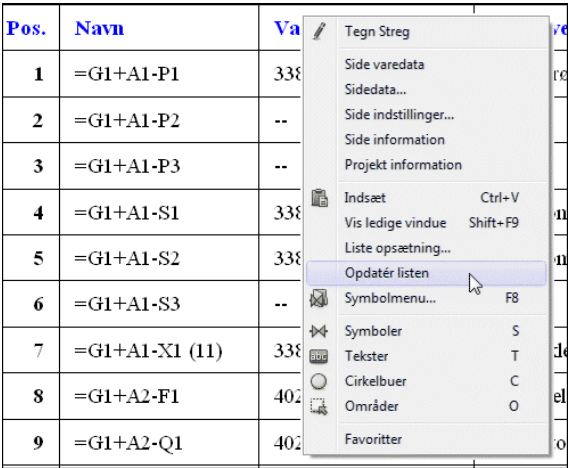 Pos. Navn Va
1 =G1+A1-P1 338
2 =G1+A1-P2 --
3 =G1+A1-P3 --
4 =G1+A1-S1 338
5 =G1+A1-S2 338
6 =G1+A1-S3 --
7 =G1+A1-X1 (11) 338
8 =G1+A2-F1 402
9 =G1+A2-Q1 402
Tegn Streg
Side varedata
Sidedata...
Side indstillinger...
Side information
Projekt information
Indsæt Ctrl+V
Vis ledige vindue Shift+F9
Liste opsætning...
Opdatér listen
Symbolmenu... F8
Symboler S
abc Tekster T
Cirkelbuer C
Områder O
Favoritter